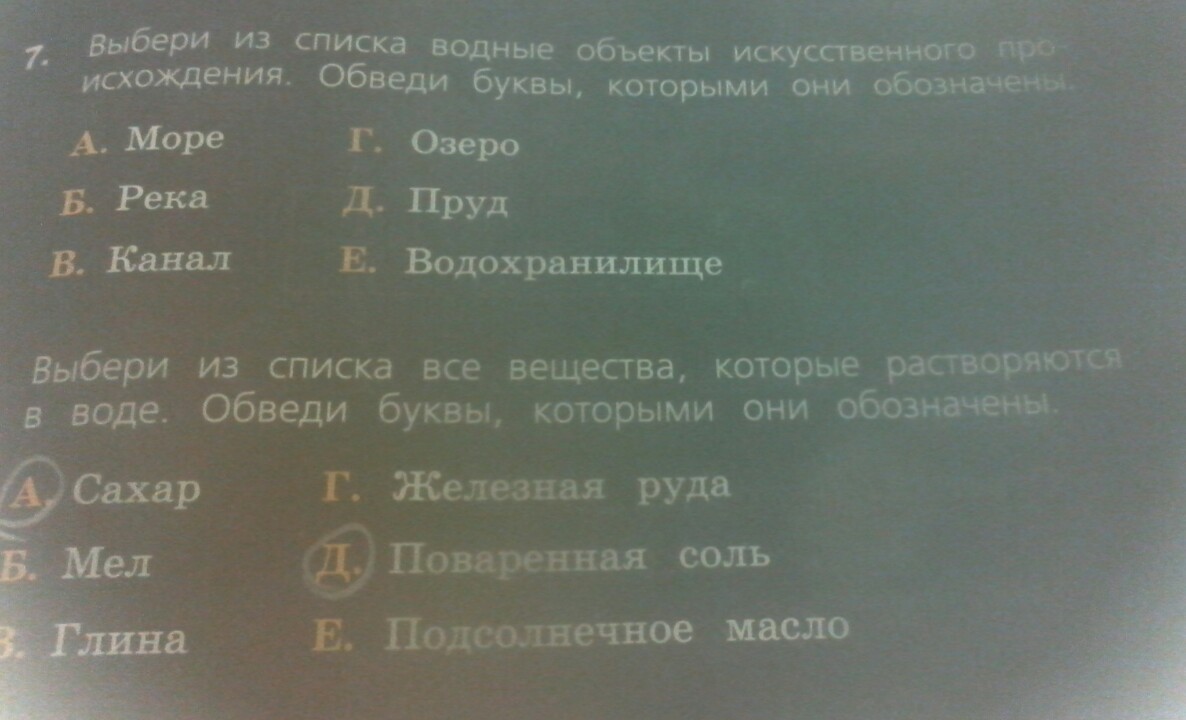 7. Выбери из списка водные объекты искусственного про-
исхождения. Обведи буквы, которыми они обозначены.
А. Море Г. Озеро
Б. Река Д. Пруд
В. Канал Е. Водохранилище
Выбери из списка все вещества, которые растворяются
в воде. Обведи буквы, которыми они обозначены.
А. Сахар Г. Железная руда
Б. Мел Д. Поваренная соль
В. Глина Е. Подсолнечное масло